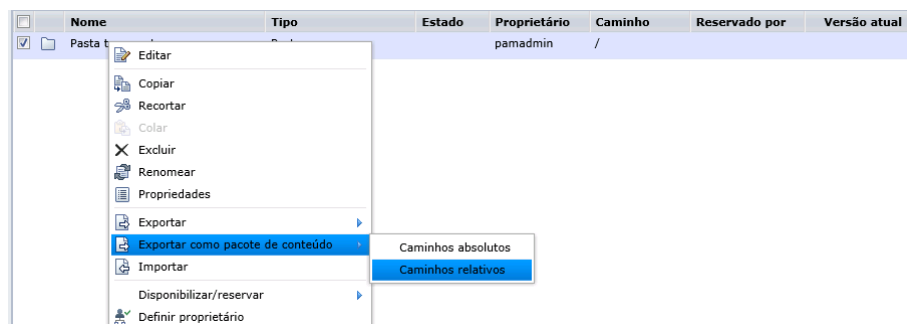 Nome Tipo Estado Proprietário Caminho Reservado por Versão atual
Pasta pamadmin /
Editar
Copiar
Recortar
Colar
Excluir
Renomear
Propriedades
Exportar
Exportar como pacote de conteúdo
Caminhos absolutos
Importar
Caminhos relativos
Disponibilizar/reservar
Definir proprietário